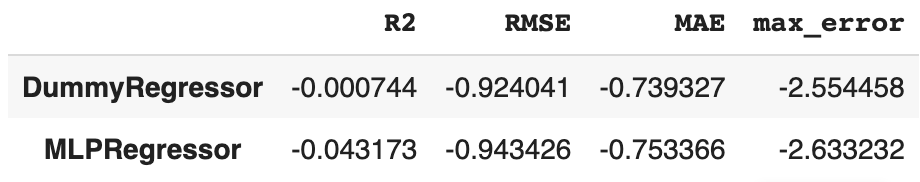 R2 RMSE MAE max_error
DummyRegressor -0.000744 -0.924041 -0.739327 -2.554458
MLPRegressor -0.043173 -0.943426 -0.753366 -2.633232